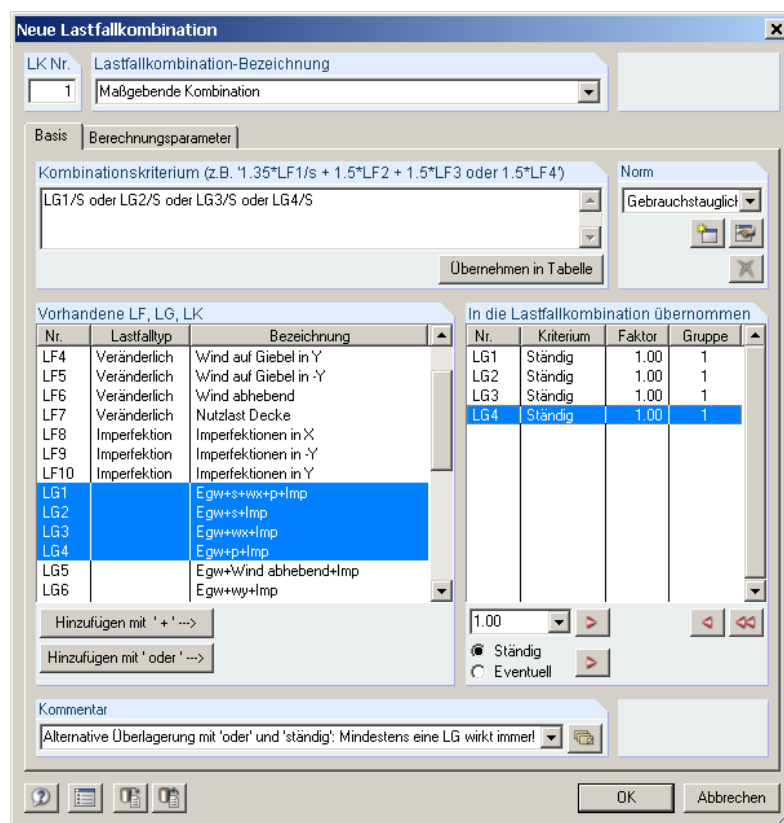 Neue Lastfallkombination
LK Nr.
Lastfallkombination-Bezeichnung
1
Maßgebende Kombination
Basis
Berechnungsparameter
Kombinationskriterium (z.B. '1.35*LF1/s + 1.5*LF2 + 1.5*LF3 oder 1.5*LF4')
LG1/S oder LG2/S oder LG3/S oder LG4/S
Übernehmen in Tabelle
Norm
Gebrauchstauglich
Vorhandene LF, LG, LK
Nr. Lastfalltyp Bezeichnung
LF4 Veränderlich Wind auf Giebel in Y
LF5 Veränderlich Wind auf Giebel in -Y
LF6 Veränderlich Wind abhebend
LF7 Veränderlich Nutzlast Decke
LF8 Imperfektion Imperfektionen in X
LF9 Imperfektion Imperfektionen in -Y
LF10 Imperfektion Imperfektionen in Y
LG1 Egw+s+wx+p+Imp
LG2 Egw+s+Imp
LG3 Egw+wx+Imp
LG4 Egw+p+Imp
LG5 Egw+Wind abhebend+Imp
LG6 Egw+wy+Imp
Hinzufügen mit ' + ' --->
Hinzufügen mit ' oder ' --->
In die Lastfallkombination übernommen
Nr. Kriterium Faktor Gruppe
LG1 Ständig 1.00 1
LG2 Ständig 1.00 1
LG3 Ständig 1.00 1
LG4 Ständig 1.00 1
1.00
Ständig
Eventuell
Kommentar
Alternative Überlagerung mit 'oder' und 'ständig': Mindestens eine LG wirkt immer!
OK
Abbrechen